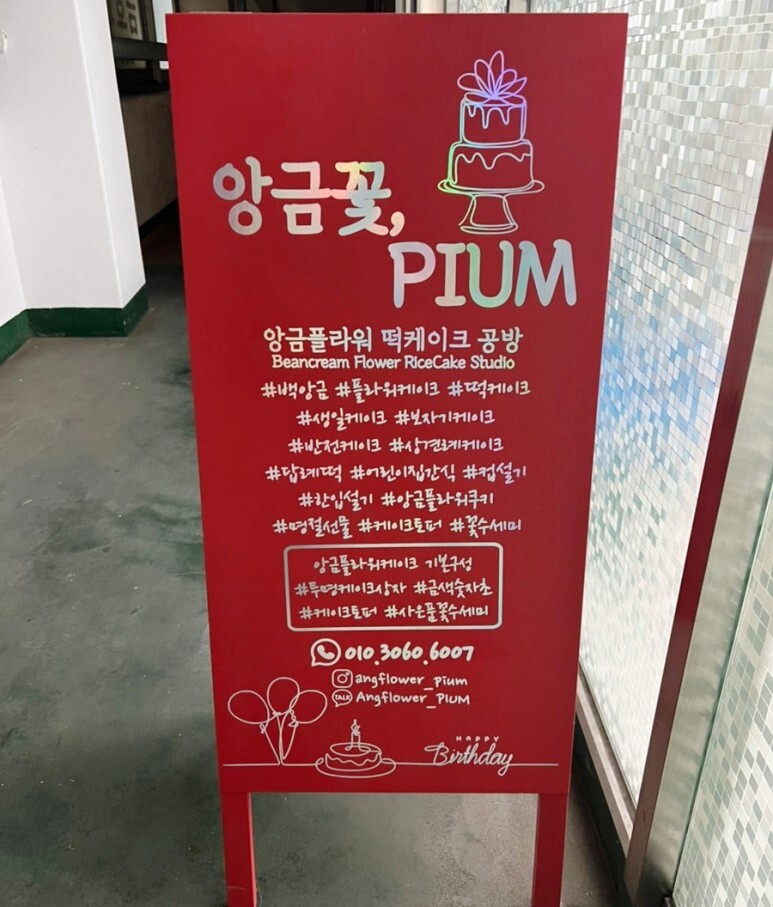 앙금꽃,
PIUM
앙금플라워 떡케이크 공방
Beancream Flower RiceCake Studio
#백앙금 #플라워케이크 #떡케이크
#생일케이크 #보자기케이크
#반전케이크 #상견례케이크
#답례떡 #어린이집간식 #컵설기
#한입설기 #앙금플라워쿠키
#명절선물 #케이크토퍼 #꽃수세미
앙금플라워케이크 기본구성
#투명케이크상자 #금색숫자초
#케이크토퍼 #사은품꽃수세미
010.3060.6007
angflower_pium
TALK Angflower_PIUM
HAPPY
Birthday